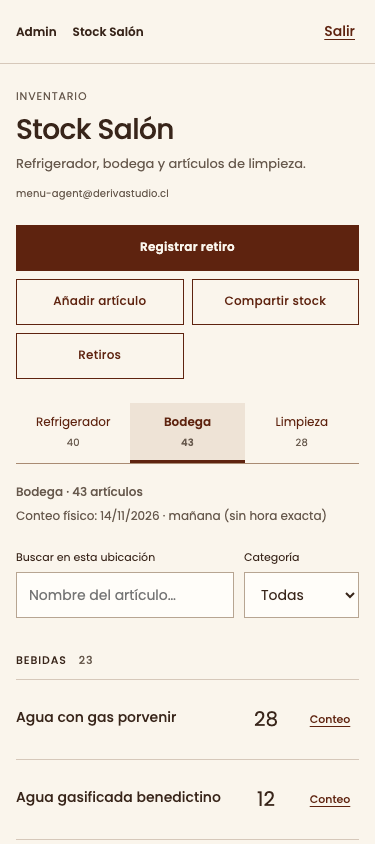 Admin Stock Salón Salir
INVENTARIO
Stock Salón
Refrigerador, bodega y artículos de limpieza.
menu-agent@derivastudio.cl
Registrar retiro
Añadir artículo Compartir stock
Retiros
Refrigerador Bodega Limpieza
40 43 28
Bodega · 43 artículos
Conteo físico: 14/11/2026 · mañana (sin hora exacta)
Buscar en esta ubicación Categoría
Nombre del artículo... Todas
BEBIDAS 23
Agua con gas porvenir 28 Conteo
Agua gasificada benedictino 12 Conteo